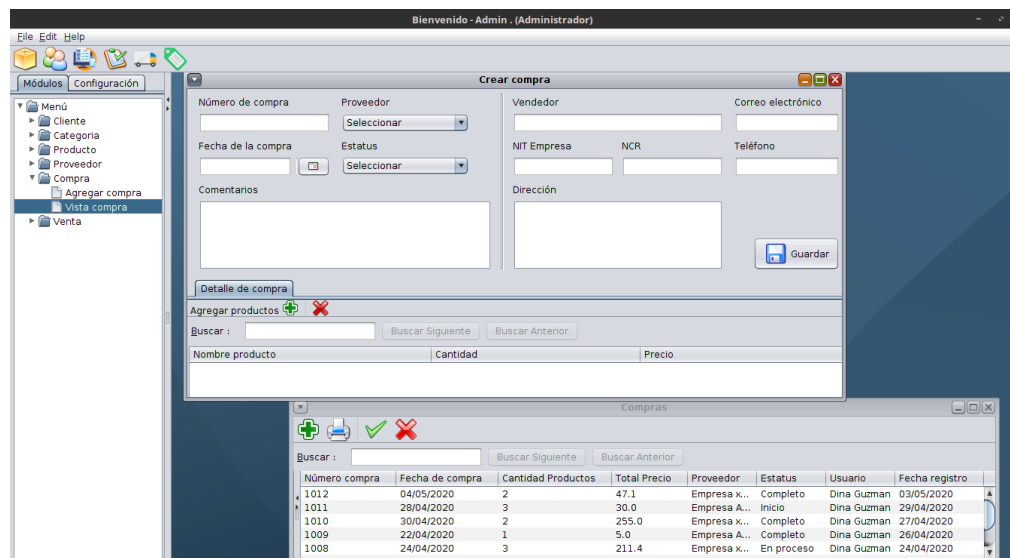 Bienvenido - Admin . (Administrador)
File Edit Help
Módulos Configuración
Menú
Cliente
Categoria
Producto
Proveedor
Compra
Agregar compra
Vista compra
Venta
Crear compra
Número de compra Proveedor Vendedor Correo electrónico
Seleccionar
Fecha de la compra Estatus NIT Empresa NCR Teléfono
Seleccionar
Comentarios Dirección
Guardar
Detalle de compra
Agregar productos
Buscar : Buscar Siguiente Buscar Anterior
Nombre producto Cantidad Precio
Compras
Buscar : Buscar Siguiente Buscar Anterior
Número compra Fecha de compra Cantidad Productos Total Precio Proveedor Estatus Usuario Fecha registro
1012 04/05/2020 2 47.1 Empresa x... Completo Dina Guzman 03/05/2020
1011 28/04/2020 3 30.0 Empresa A... Inicio Dina Guzman 29/04/2020
1010 30/04/2020 2 255.0 Empresa x... Completo Dina Guzman 27/04/2020
1009 22/04/2020 1 5.0 Empresa A... Completo Dina Guzman 26/04/2020
1008 24/04/2020 3 211.4 Empresa x... En proceso Dina Guzman 24/04/2020